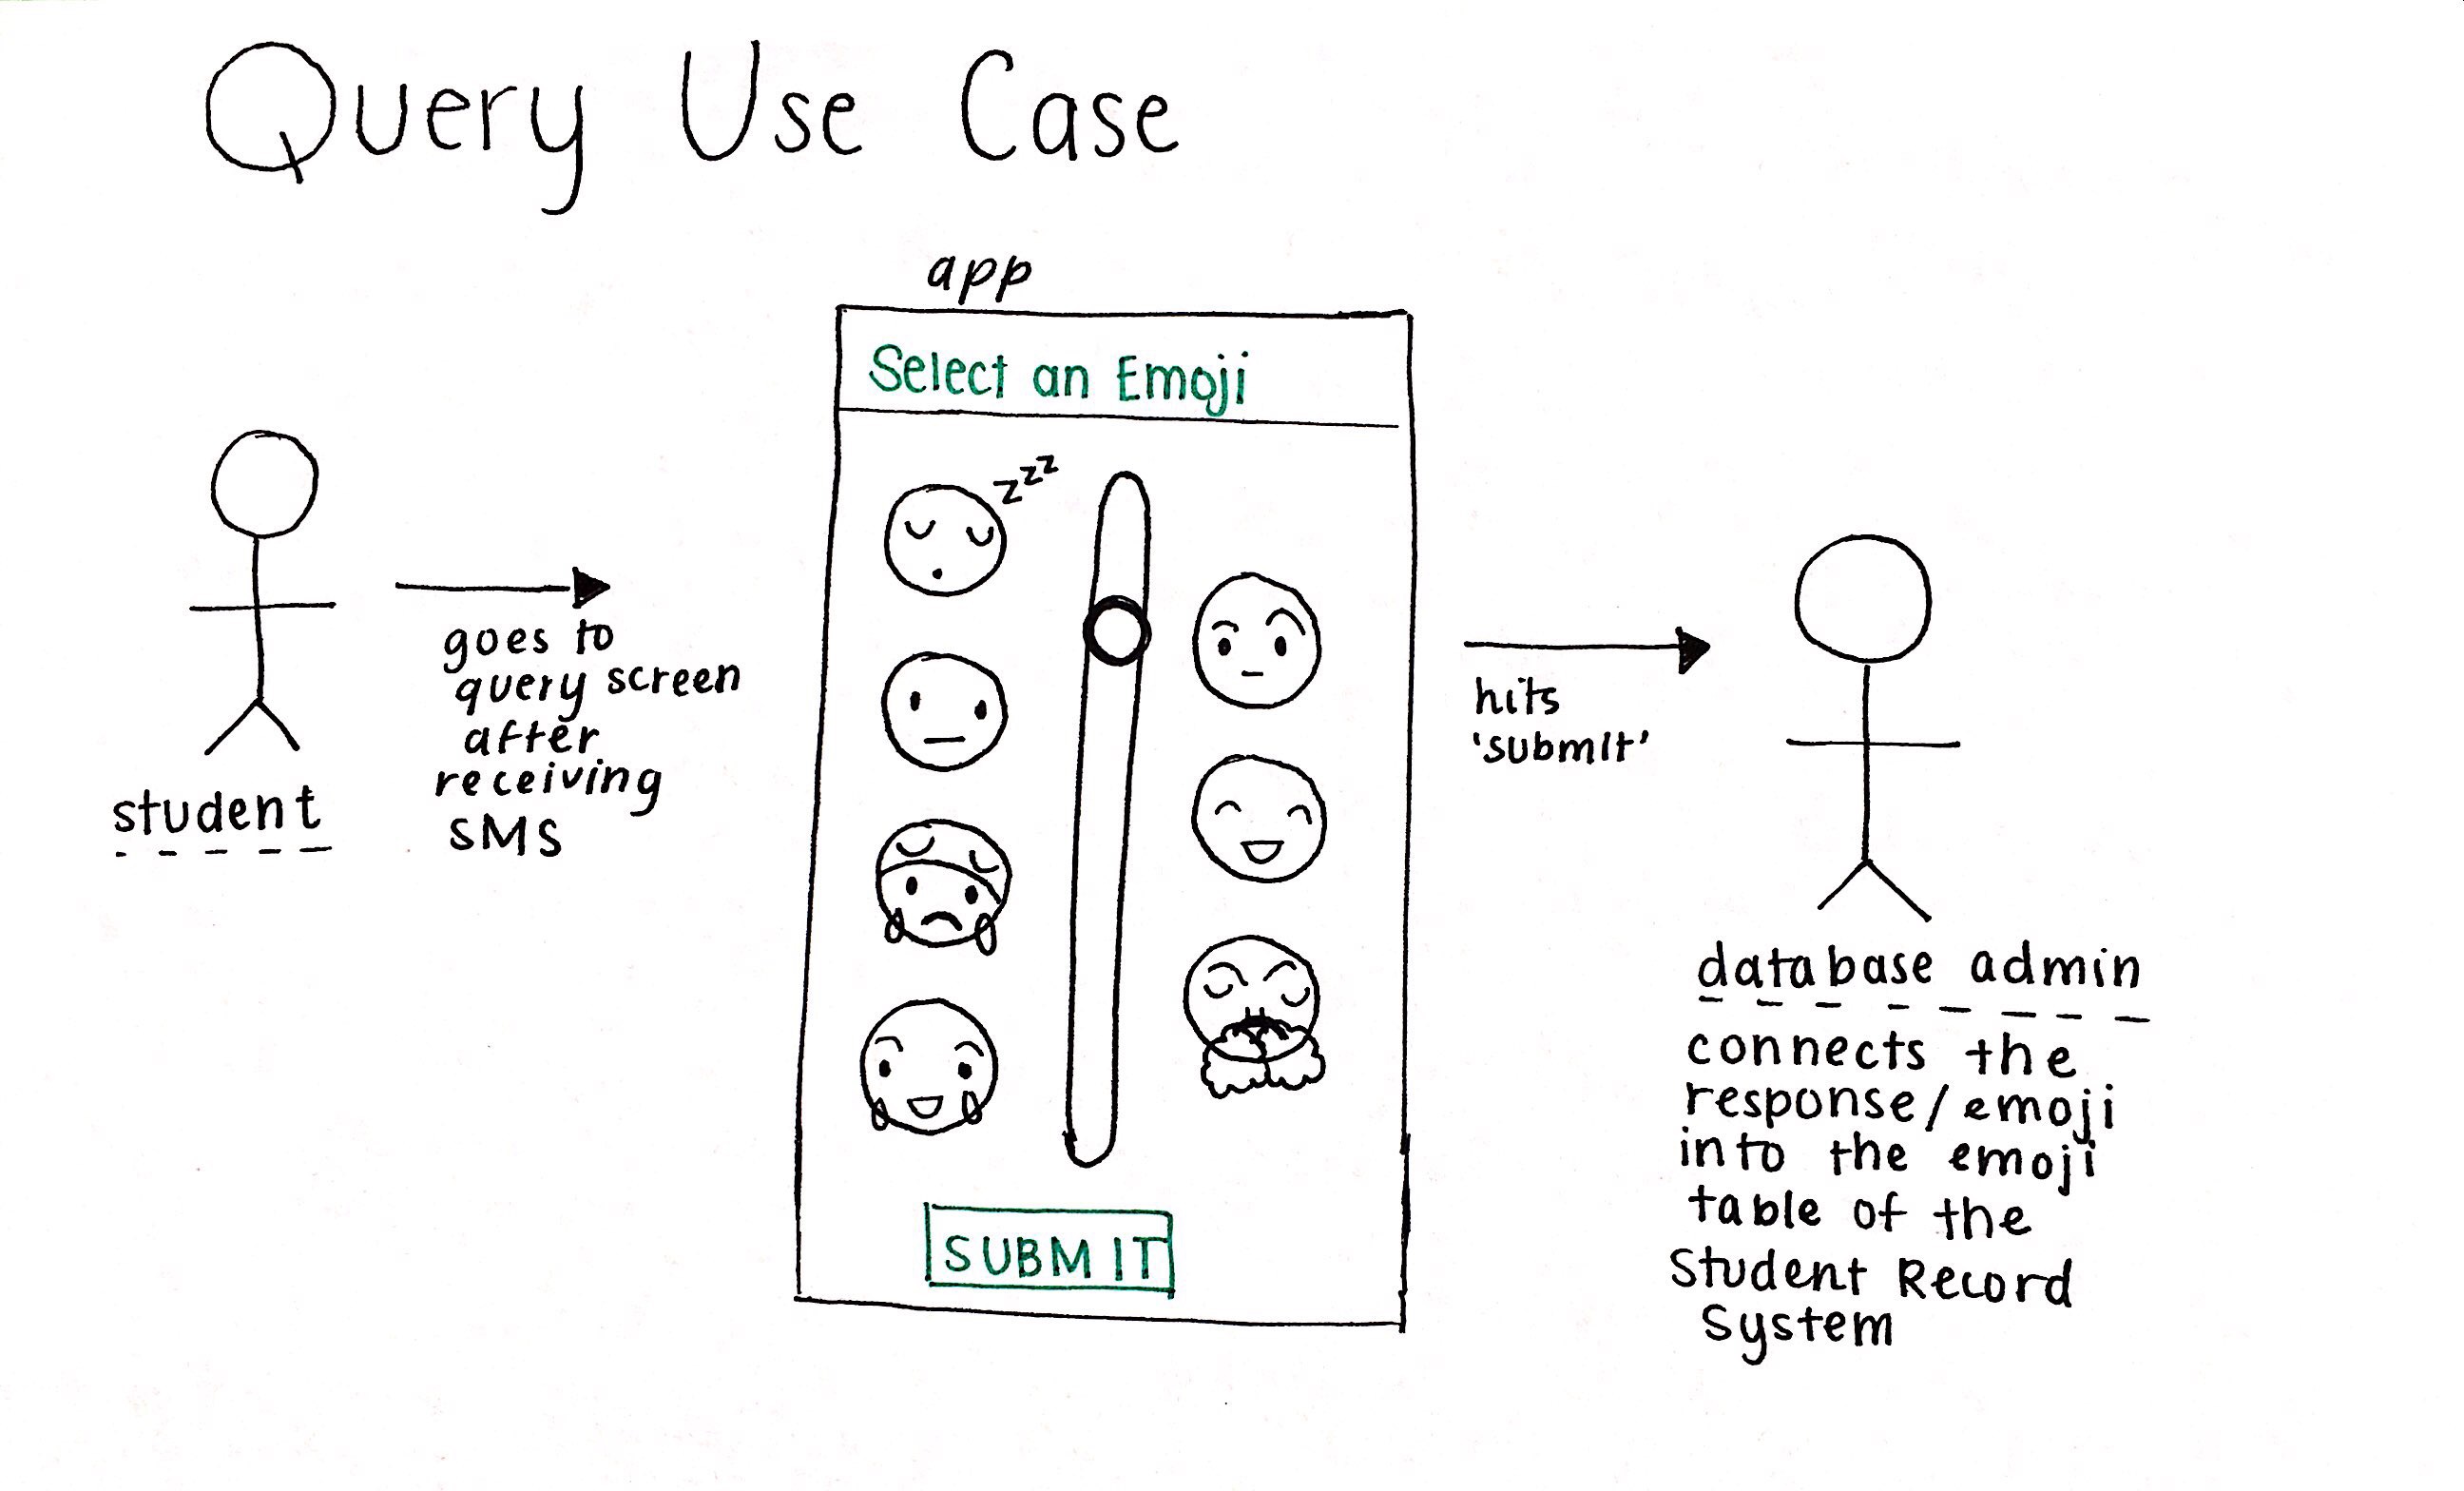 Query Use Case
app
Select an Emoji
zzz
goes to
query screen
after
receiving
SMS
student
hits
'submit'
SUBMIT
database admin
connects the
response/emoji
into the emoji
table of the
Student Record
System